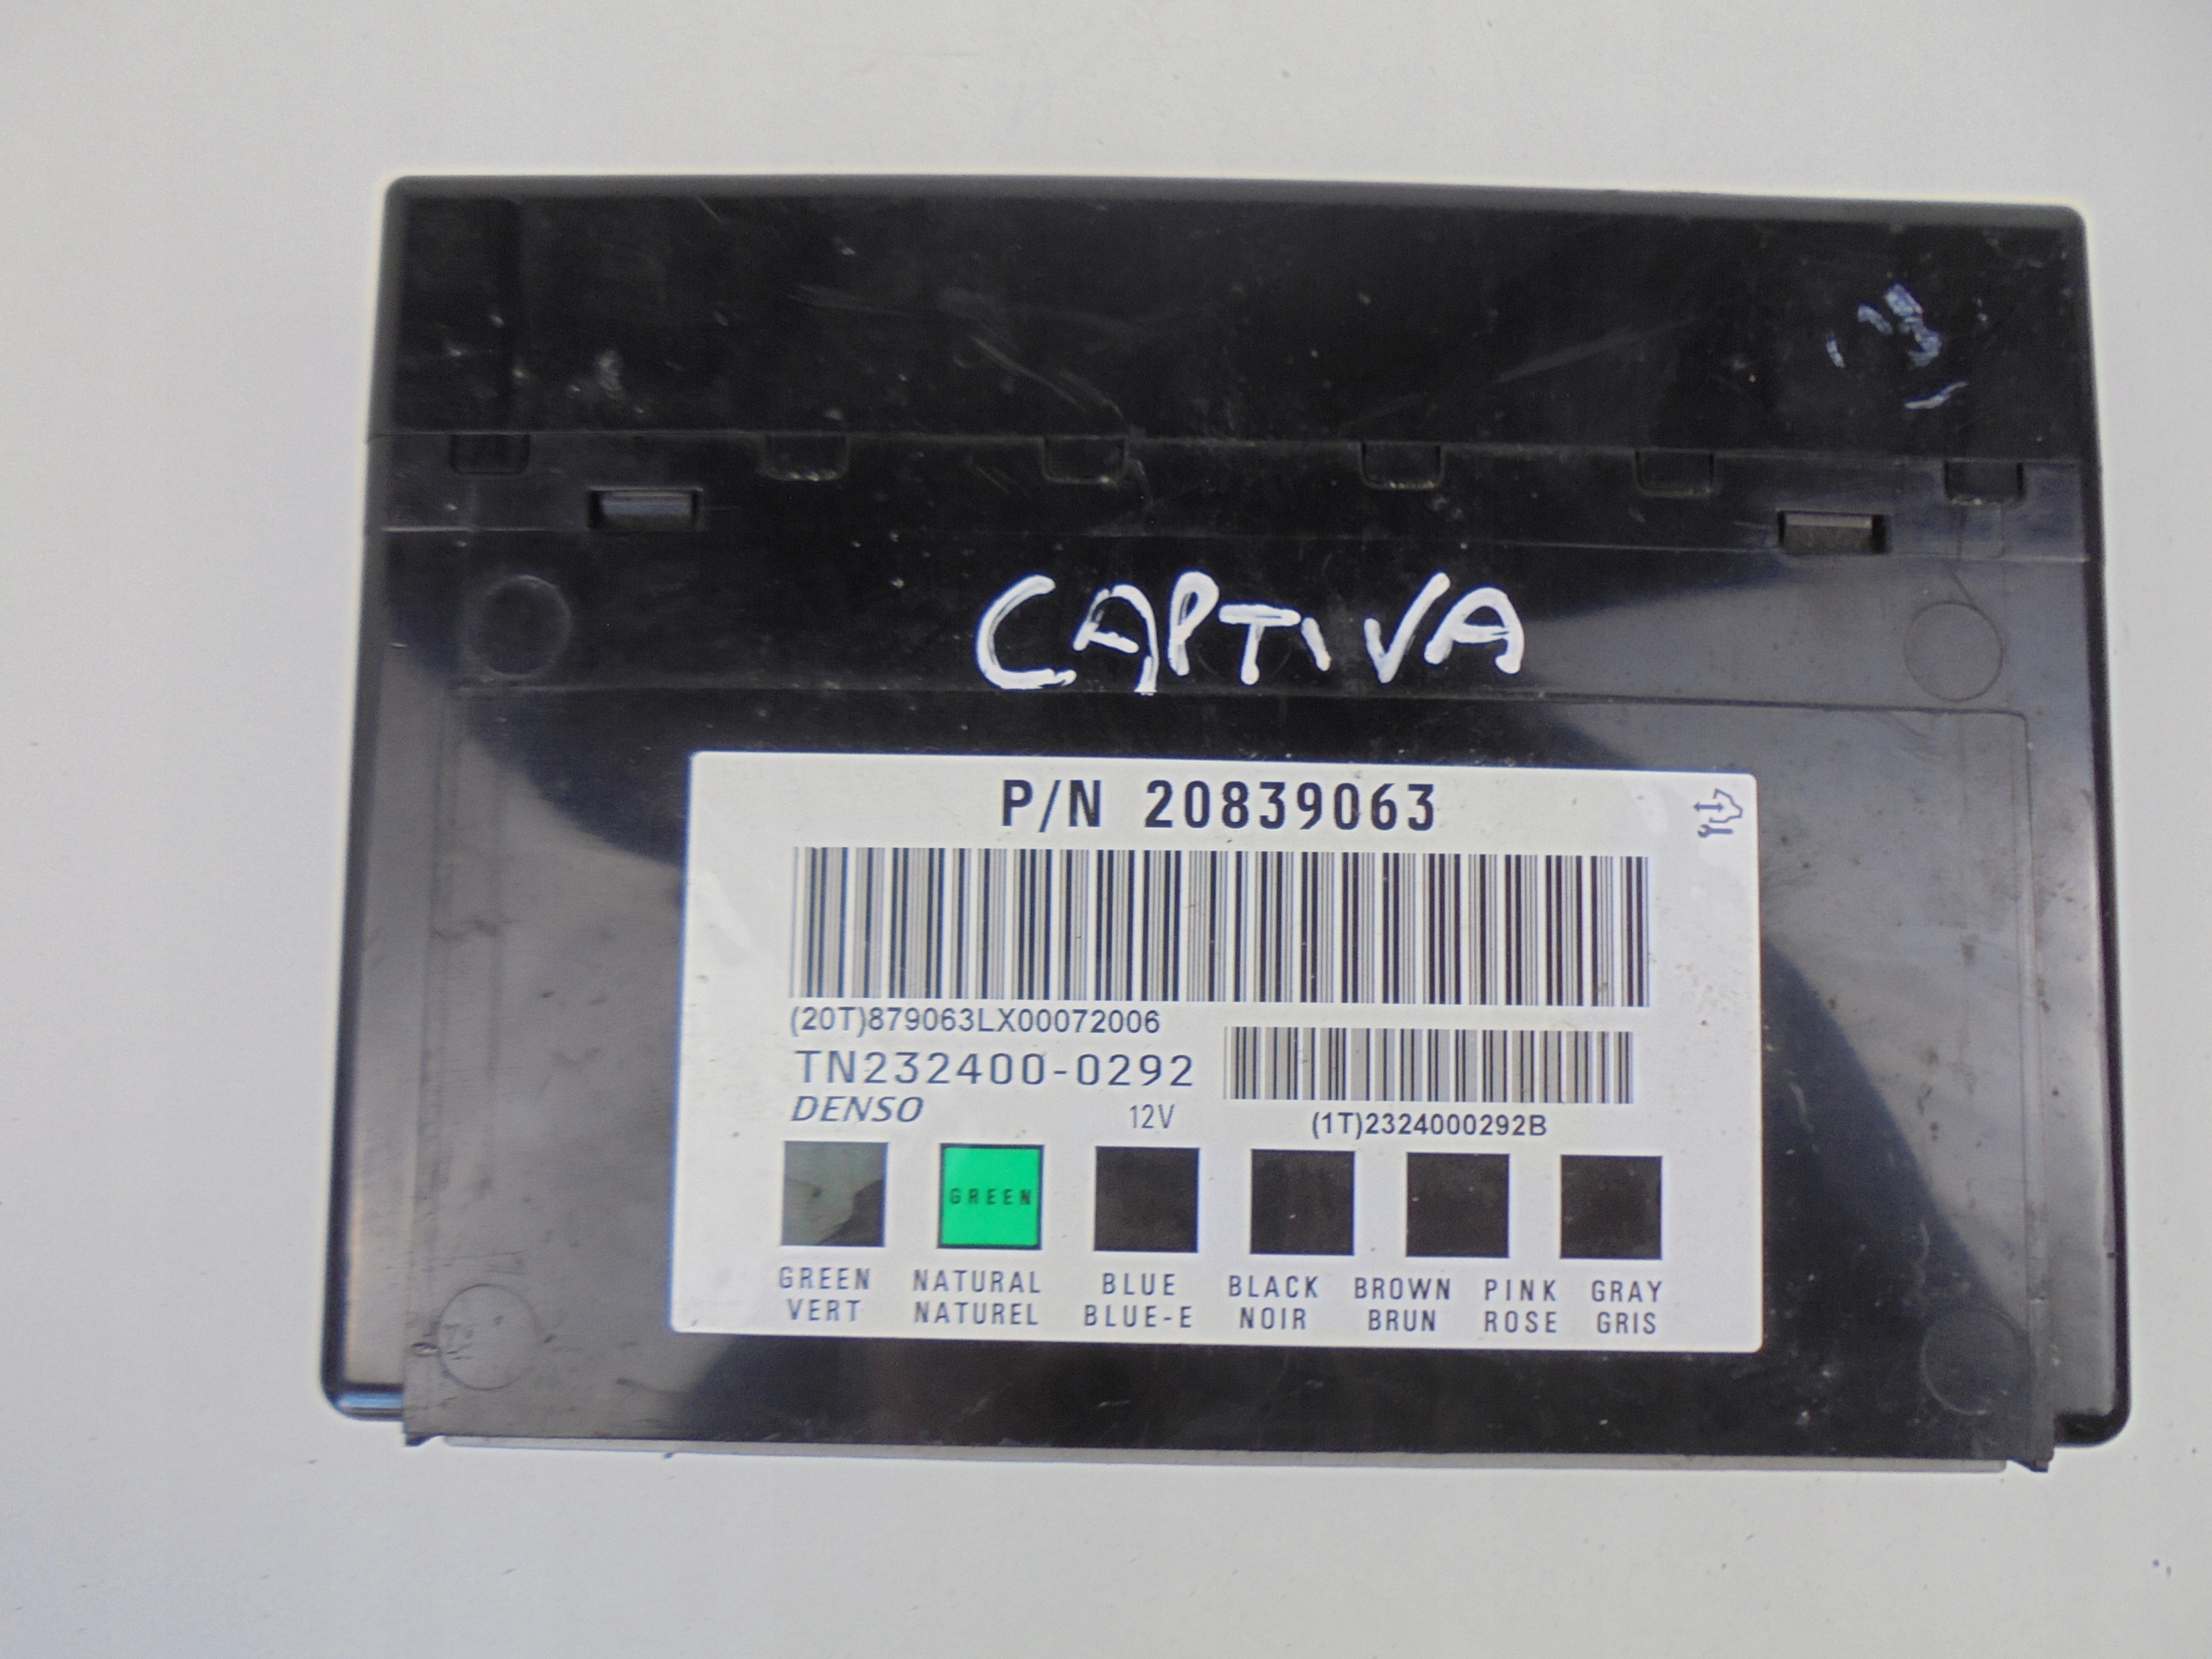 CAPTIVA
P/N 20839063
(20T)879063LX00072006
TN232400-0292
DENSO 12V (1T)2324000292B
GREEN
GREEN NATURAL BLUE BLACK BROWN PINK GRAY
VERT NATUREL BLUE-E NOIR BRUN ROSE GRIS